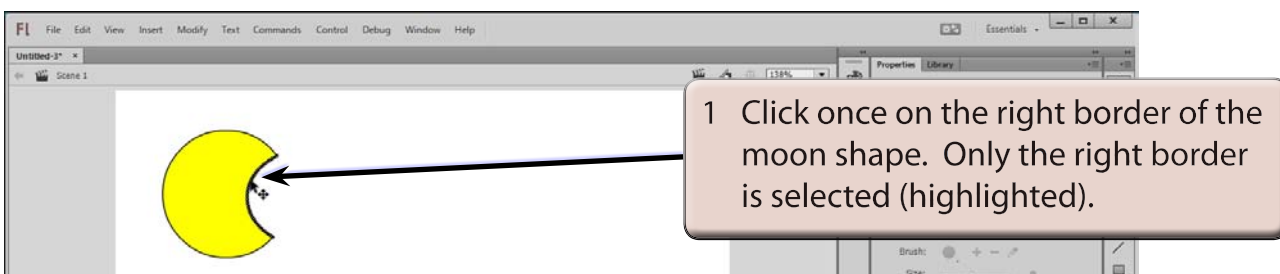 Fl File Edit View Insert Modify Text Commands Control Debug Window Help Essentials
Untitled-3* ×
Properties Library
Scene 1
138%
1 Click once on the right border of the
moon shape. Only the right border
is selected (highlighted).
Brush:
Size: